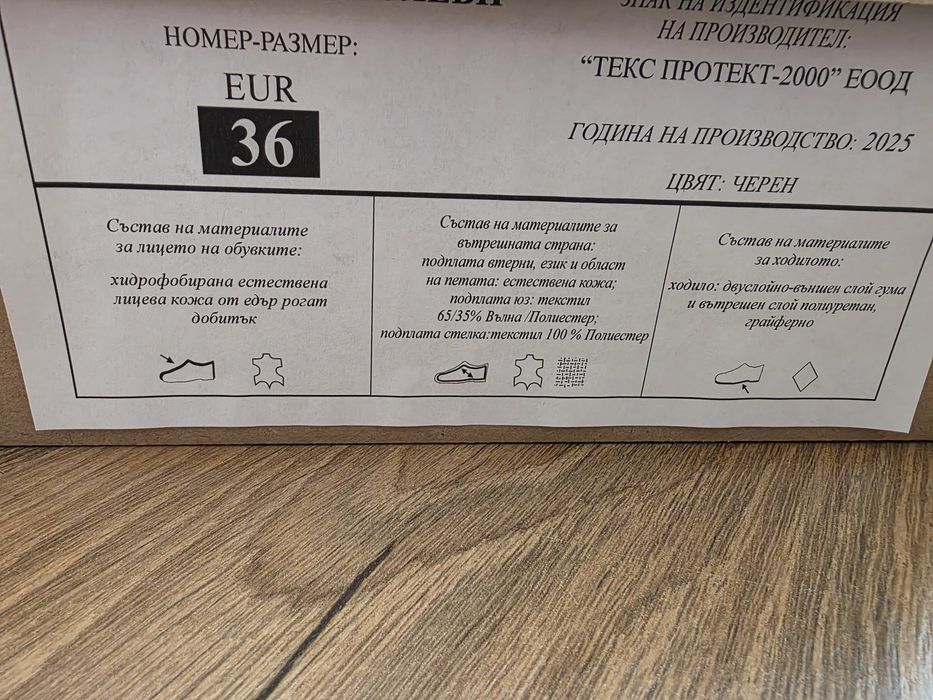 ЗНАК НА ИЗДЕНТИФИКАЦИЯ
НА ПРОИЗВОДИТЕЛ:
“ТЕКС ПРОТЕКТ-2000” ЕООД
ГОДИНА НА ПРОИЗВОДСТВО: 2025
ЦВЯТ: ЧЕРЕН
НОМЕР-РАЗМЕР:
EUR
36
Състав на материалите
за лицето на обувките:
хидрофобирана естествена
лицева кожа от едър рогат
добитък
Състав на материалите за
вътрешната страна:
подплата втерни, език и област
на петата: естествена кожа;
подплата юз: текстил
65/35% Вълна /Полиестер;
подплата стелка:текстил 100 % Полиестер
Състав на материалите
за ходилото:
ходило: двуслойно-външен слой гума
и вътрешен слой полиуретан,
грайферно